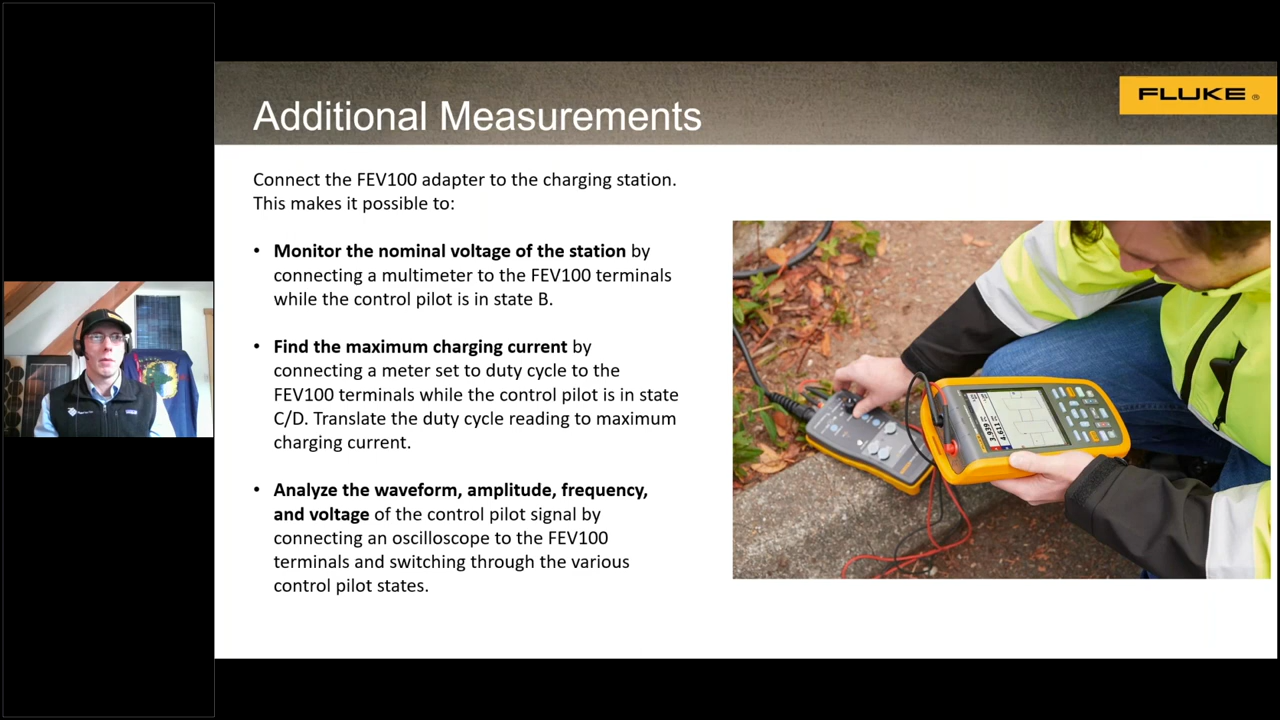 Additional Measurements
FLUKE®
Connect the FEV100 adapter to the charging station.
This makes it possible to:
• Monitor the nominal voltage of the station by
connecting a multimeter to the FEV100 terminals
while the control pilot is in state B.
• Find the maximum charging current by
connecting a meter set to duty cycle to the
FEV100 terminals while the control pilot is in state
C/D. Translate the duty cycle reading to maximum
charging current.
• Analyze the waveform, amplitude, frequency,
and voltage of the control pilot signal by
connecting an oscilloscope to the FEV100
terminals and switching through the various
control pilot states.